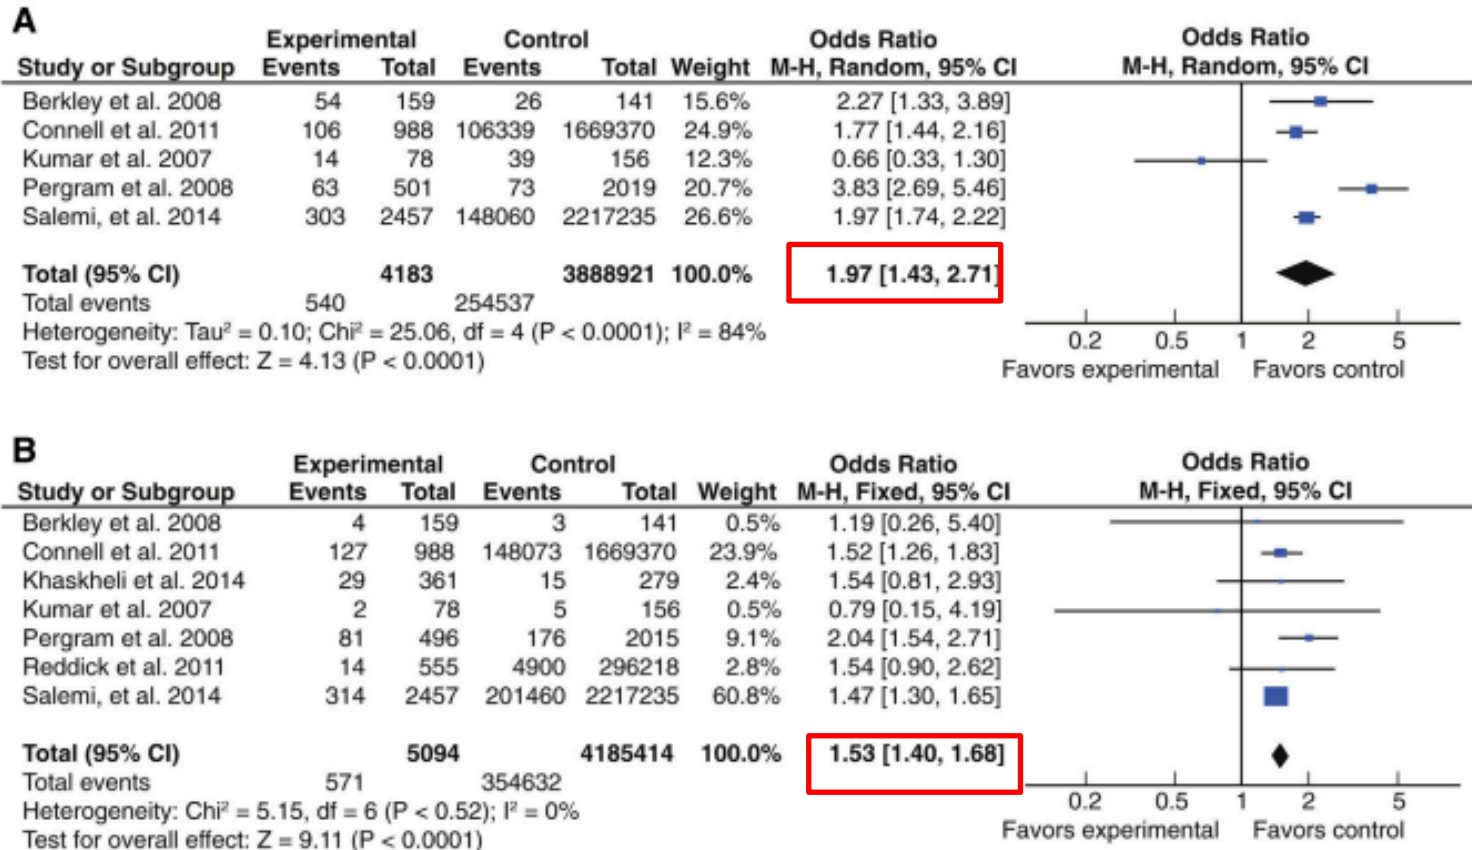 A
Experimental Control Odds Ratio Odds Ratio
Study or Subgroup Events Total Events Total Weight M-H, Random, 95% CI M-H, Random, 95% CI
Berkley et al. 2008 54 159 26 141 15.6% 2.27 [1.33, 3.89]
Connell et al. 2011 106 988 106339 1669370 24.9% 1.77 [1.44, 2.16]
Kumar et al. 2007 14 78 39 156 12.3% 0.66 [0.33, 1.30]
Pergram et al. 2008 63 501 73 2019 20.7% 3.83 [2.69, 5.46]
Salemi, et al. 2014 303 2457 148060 2217235 26.6% 1.97 [1.74, 2.22]
Total (95% CI) 4183 3888921 100.0% 1.97 [1.43, 2.71]
Total events 540 254537
Heterogeneity: Tau² = 0.10; Chi² = 25.06, df = 4 (P < 0.0001); I² = 84%
Test for overall effect: Z = 4.13 (P < 0.0001)
0.2 0.5 1 2 5
Favors experimental Favors control
B
Experimental Control Odds Ratio Odds Ratio
Study or Subgroup Events Total Events Total Weight M-H, Fixed, 95% CI M-H, Fixed, 95% CI
Berkley et al. 2008 4 159 3 141 0.5% 1.19 [0.26, 5.40]
Connell et al. 2011 127 988 148073 1669370 23.9% 1.52 [1.26, 1.83]
Khaskheli et al. 2014 29 361 15 279 2.4% 1.54 [0.81, 2.93]
Kumar et al. 2007 2 78 5 156 0.5% 0.79 [0.15, 4.19]
Pergram et al. 2008 81 496 176 2015 9.1% 2.04 [1.54, 2.71]
Reddick et al. 2011 14 555 4900 296218 2.8% 1.54 [0.90, 2.62]
Salemi, et al. 2014 314 2457 201460 2217235 60.8% 1.47 [1.30, 1.65]
Total (95% CI) 5094 4185414 100.0% 1.53 [1.40, 1.68]
Total events 571 354632
Heterogeneity: Chi² = 5.15, df = 6 (P < 0.52); I² = 0%
Test for overall effect: Z = 9.11 (P < 0.0001)
0.2 0.5 1 2 5
Favors experimental Favors control